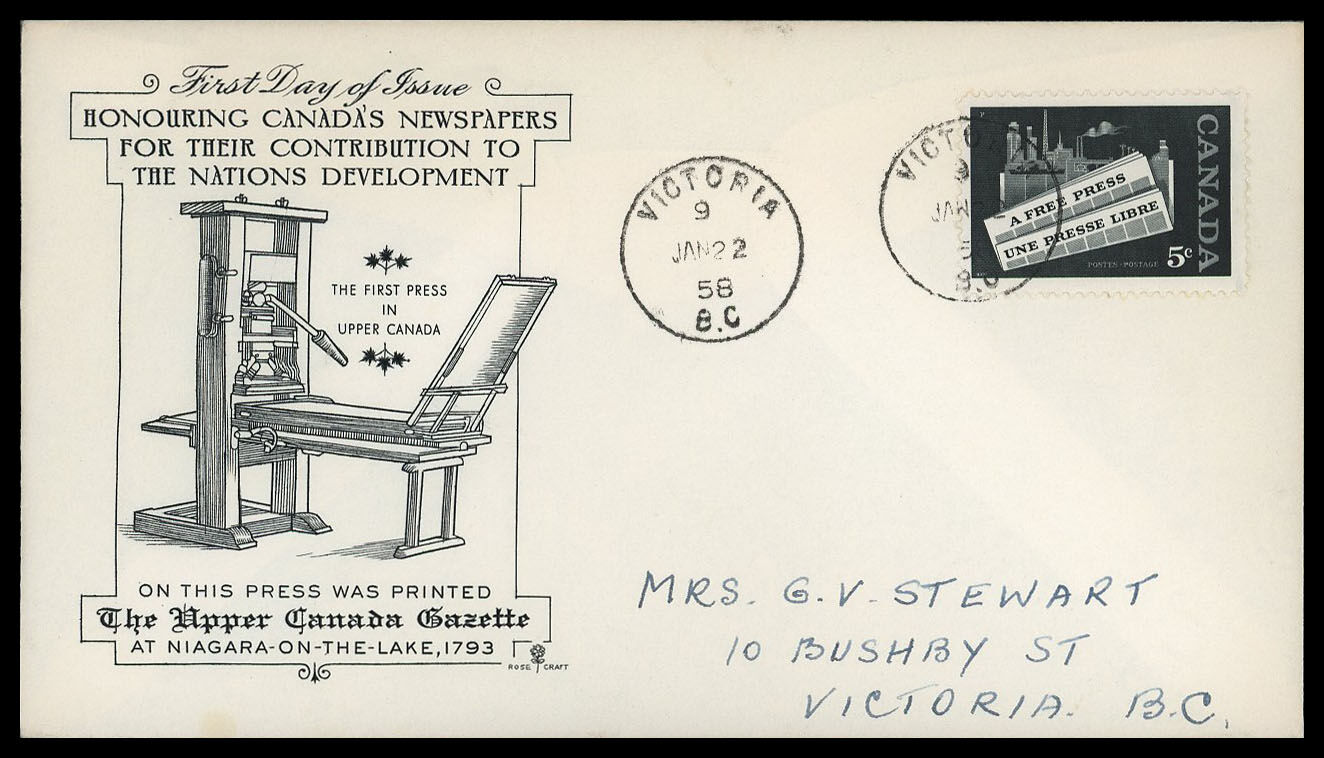 First Day of Issue
HONOURING CANADA'S NEWSPAPERS
FOR THEIR CONTRIBUTION TO
THE NATIONS DEVELOPMENT
THE FIRST PRESS
IN
UPPER CANADA
ON THIS PRESS WAS PRINTED
The Upper Canada Gazette
AT NIAGARA-ON-THE-LAKE, 1793
ROSE CRAFT
VICTORIA
9
JAN 22
58
B.C
VICTORIA
9
JAN
B.C
CANADA
A FREE PRESS
UNE PRESSE LIBRE
POSTES-POSTAGE
5c
MRS. G.V. STEWART
10 BUSHBY ST
VICTORIA. B.C.